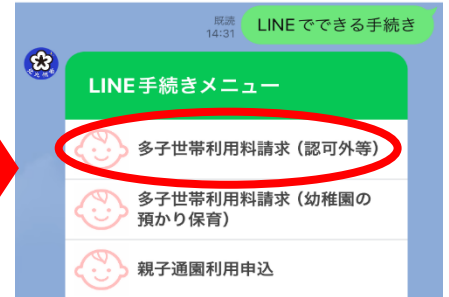 既読
14:31
LINEでできる手続き
LINE手続きメニュー
多子世帯利用料請求（認可外等）
多子世帯利用料請求（幼稚園の
預かり保育）
親子通園利用申込